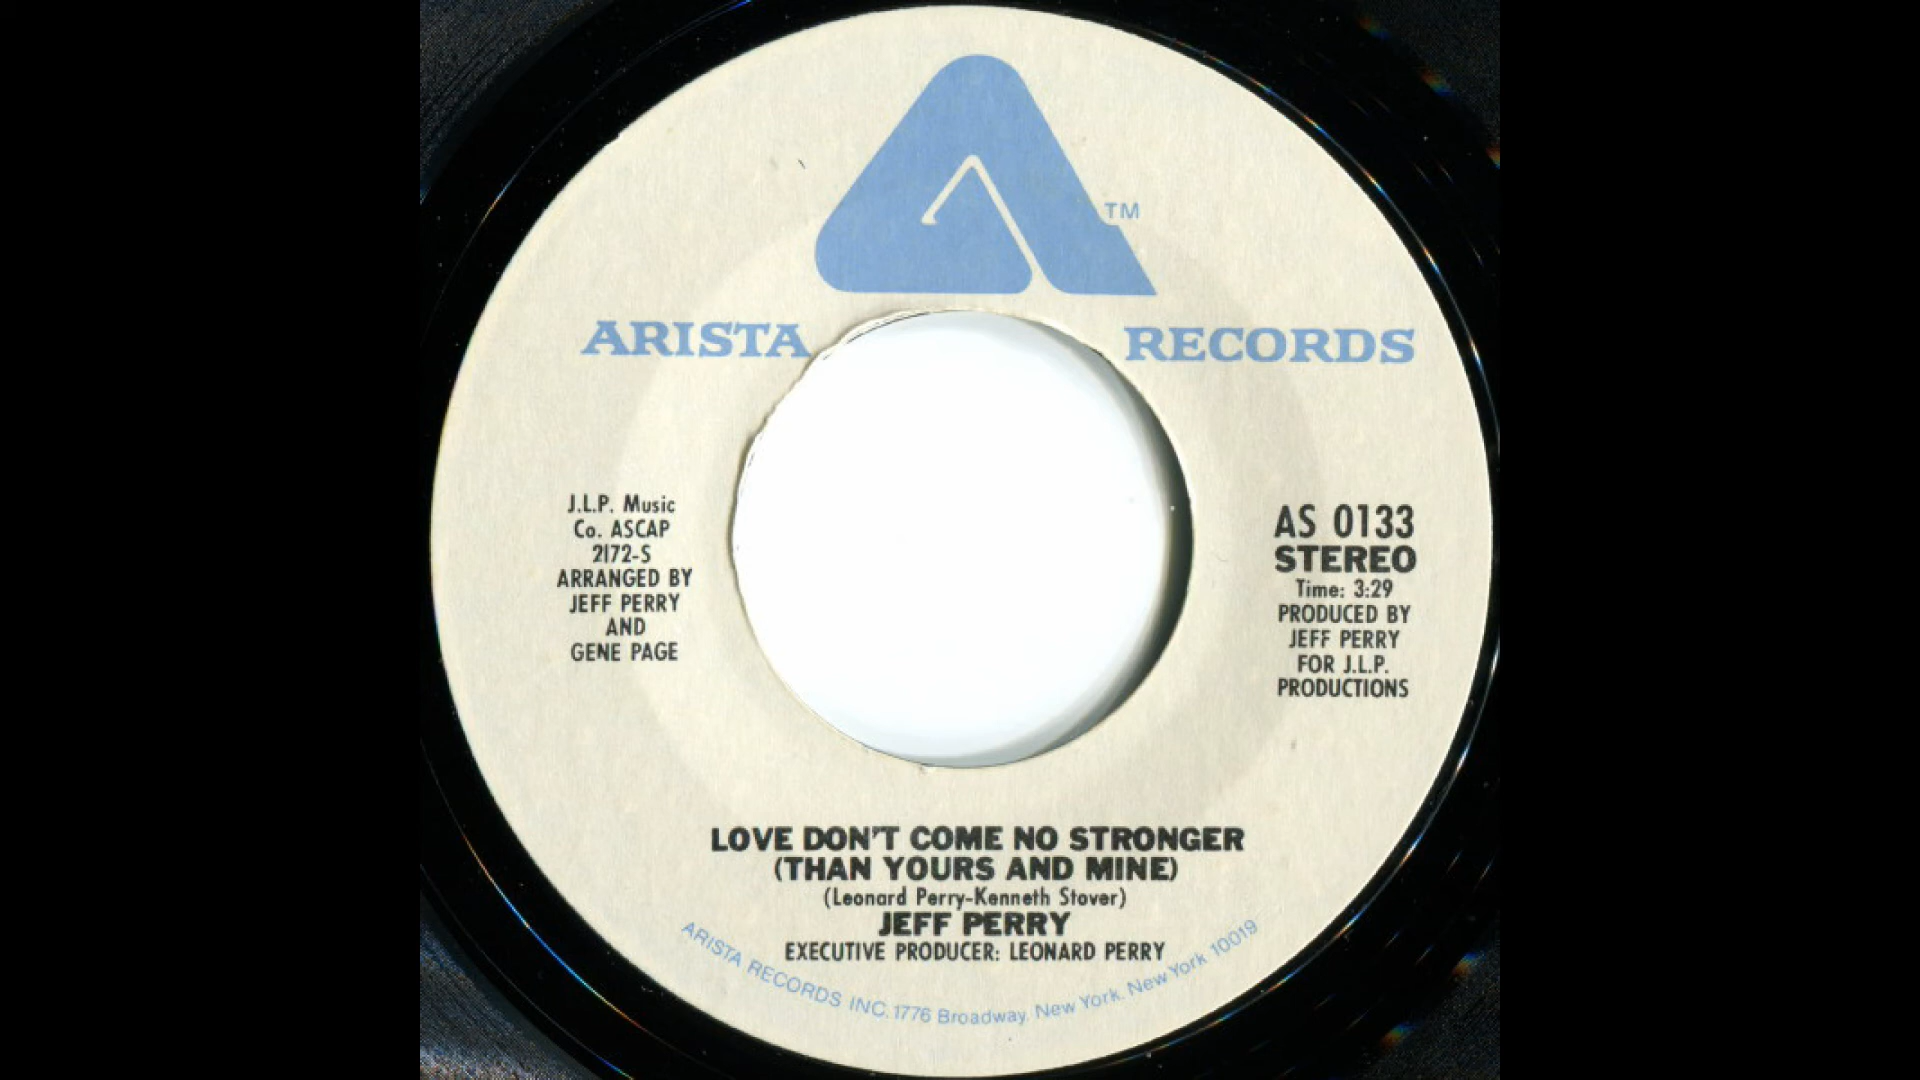 TM
ARISTA RECORDS
J.L.P. Music
Co. ASCAP
2172-S
ARRANGED BY
JEFF PERRY
AND
GENE PAGE
AS 0133
STEREO
Time: 3:29
PRODUCED BY
JEFF PERRY
FOR J.L.P.
PRODUCTIONS
LOVE DON'T COME NO STRONGER
(THAN YOURS AND MINE)
(Leonard Perry-Kenneth Stover)
JEFF PERRY
EXECUTIVE PRODUCER: LEONARD PERRY
ARISTA RECORDS INC. 1776 Broadway. New York. New York 10019